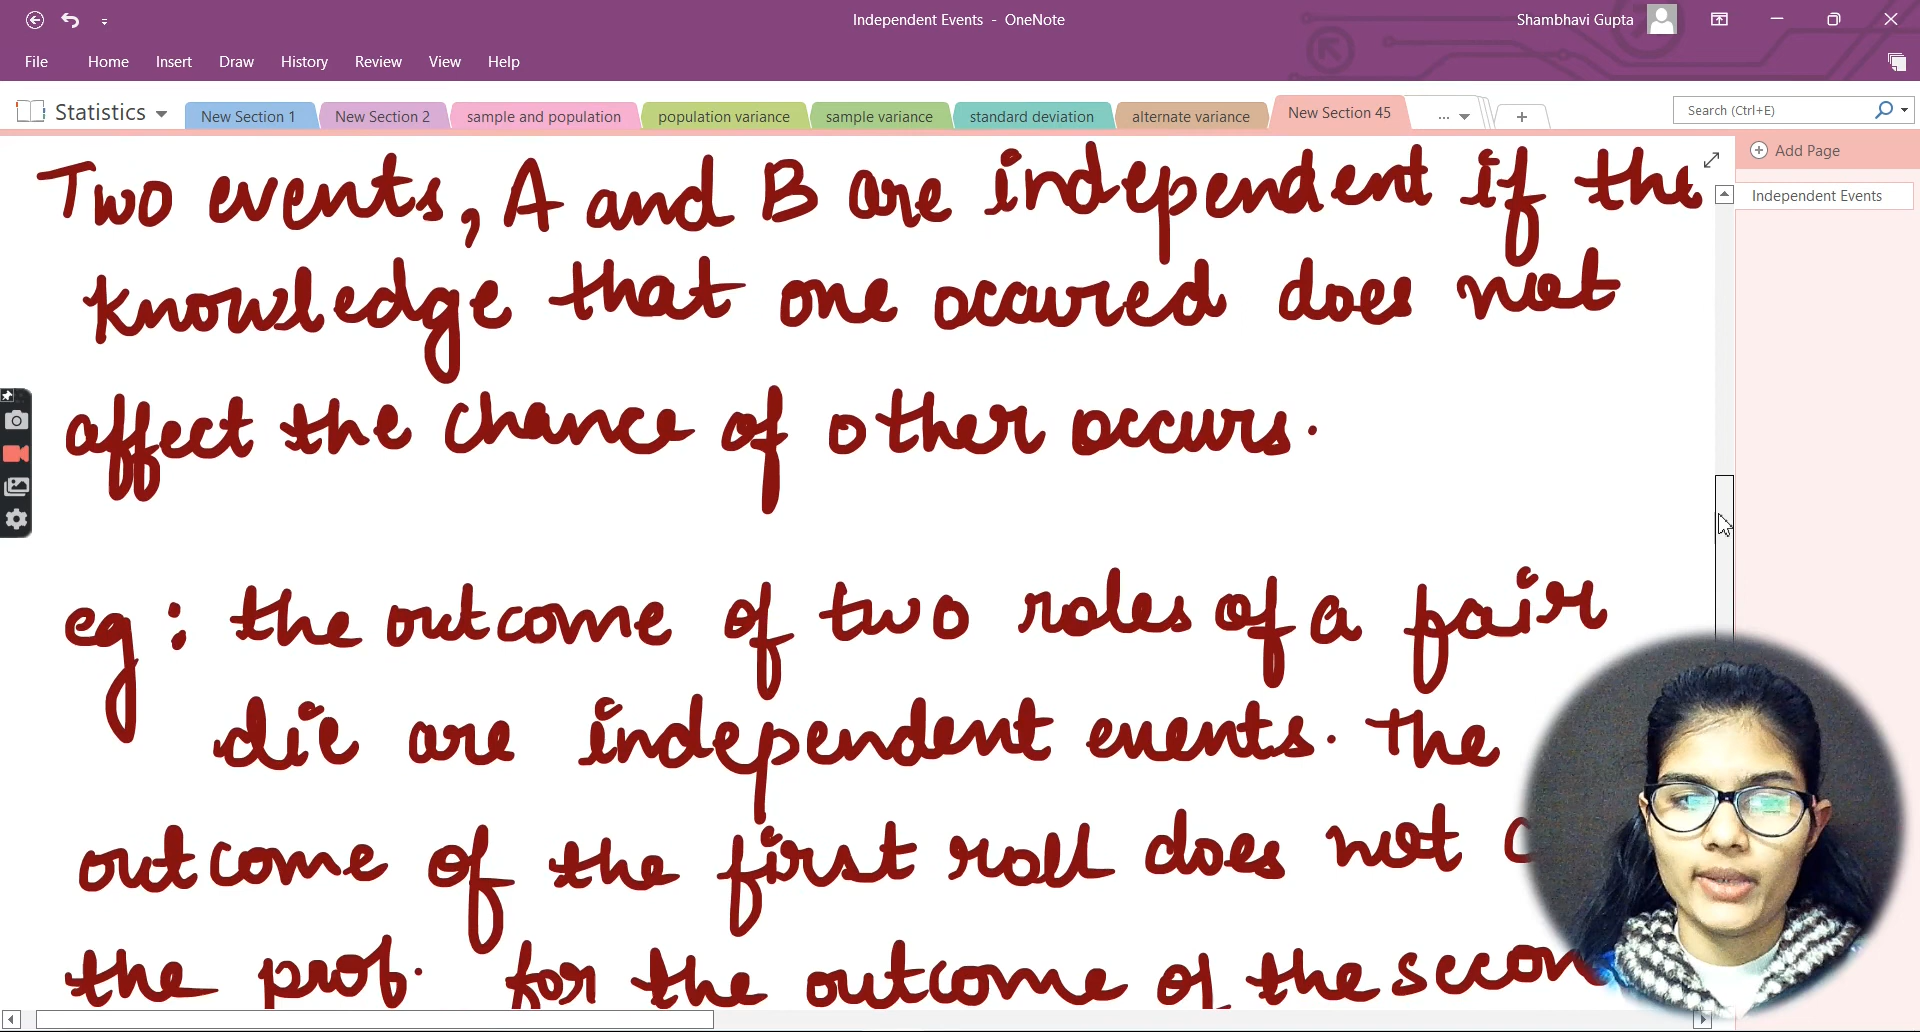 Independent Events - OneNote
Shambhavi Gupta
File Home Insert Draw History Review View Help
Statistics New Section 1 New Section 2 sample and population population variance sample variance standard deviation alternate variance New Section 45 ... + Search (Ctrl+E)
Add Page
Independent Events
Two events, A and B are independent if the
knowledge that one occured does not
affect the chance of other occurs.
eg: the outcome of two roles of a fair
die are independent events. The
outcome of the first roll does not
the prob. for the outcome of the secon